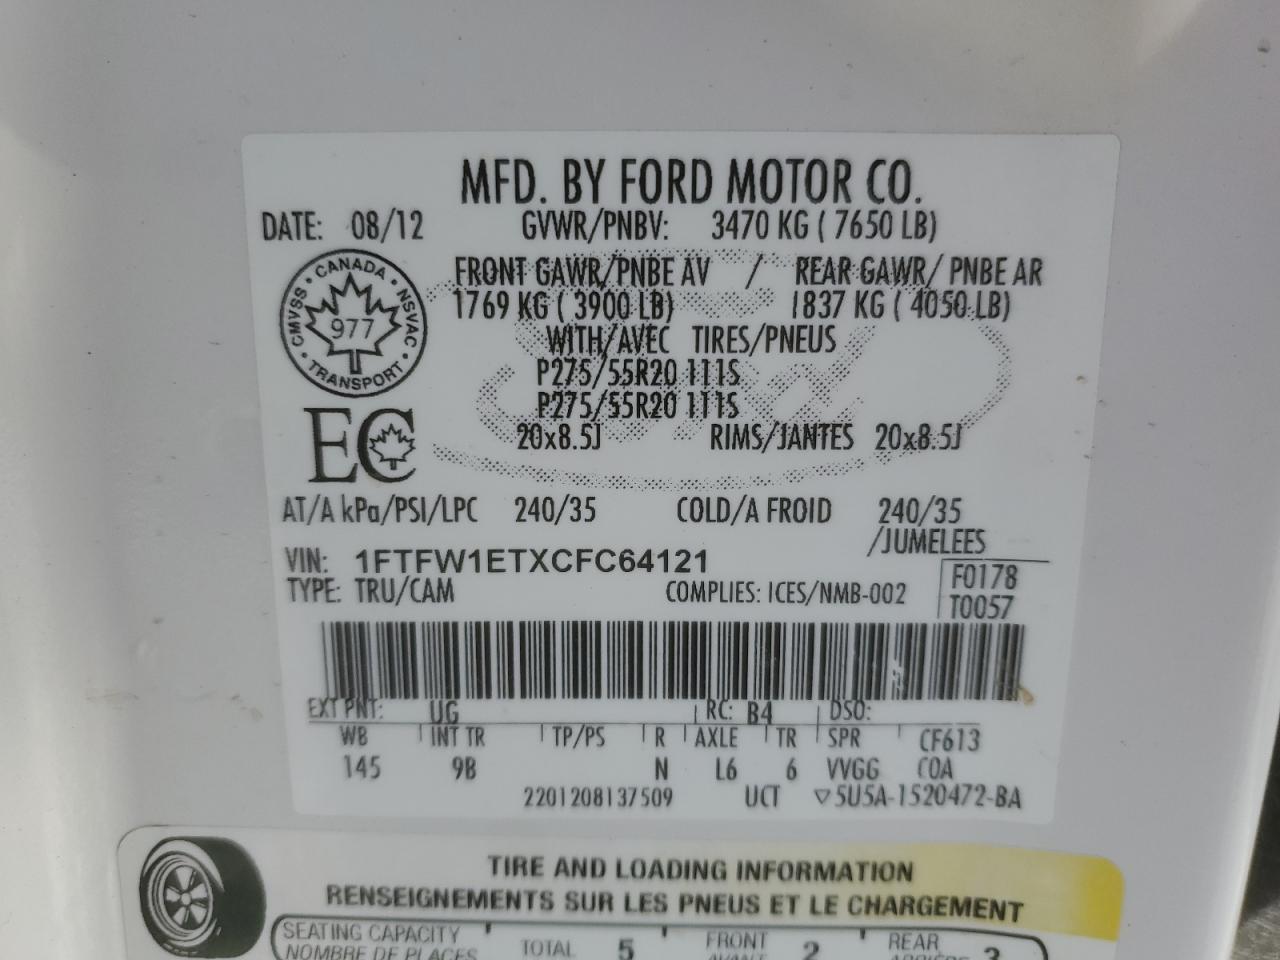 MFD. BY FORD MOTOR CO.
DATE: 08/12 GVWR/PNBV: 3470 KG ( 7650 LB)
FRONT GAWR/PNBE AV / REAR GAWR/ PNBE AR
1769 KG ( 3900 LB) 1837 KG ( 4050 LB)
WITH/AVEC TIRES/PNEUS
P275/55R20 111S
P275/55R20 111S
20x8.5J RIMS/JANTES 20x8.5J
CANADA · NSVAC · TRANSPORT · CMVSS ·
977
EC
AT/A kPa/PSI/LPC 240/35 COLD/A FROID 240/35
/JUMELEES
VIN: 1FTFW1ETXCFC64121
TYPE: TRU/CAM COMPLIES: ICES/NMB-002
F0178
T0057
EXT PNT: UG RC: B4 DSO:
WB INT TR TP/PS R AXLE TR SPR CF613
145 9B N L6 6 VVGG COA
2201208137509 UCT ▽5U5A-1520472-BA
TIRE AND LOADING INFORMATION
RENSEIGNEMENTS SUR LES PNEUS ET LE CHARGEMENT
SEATING CAPACITY TOTAL 5 FRONT 2 REAR 3
NOMBRE DE PLACES AVANT ARRIÈRE